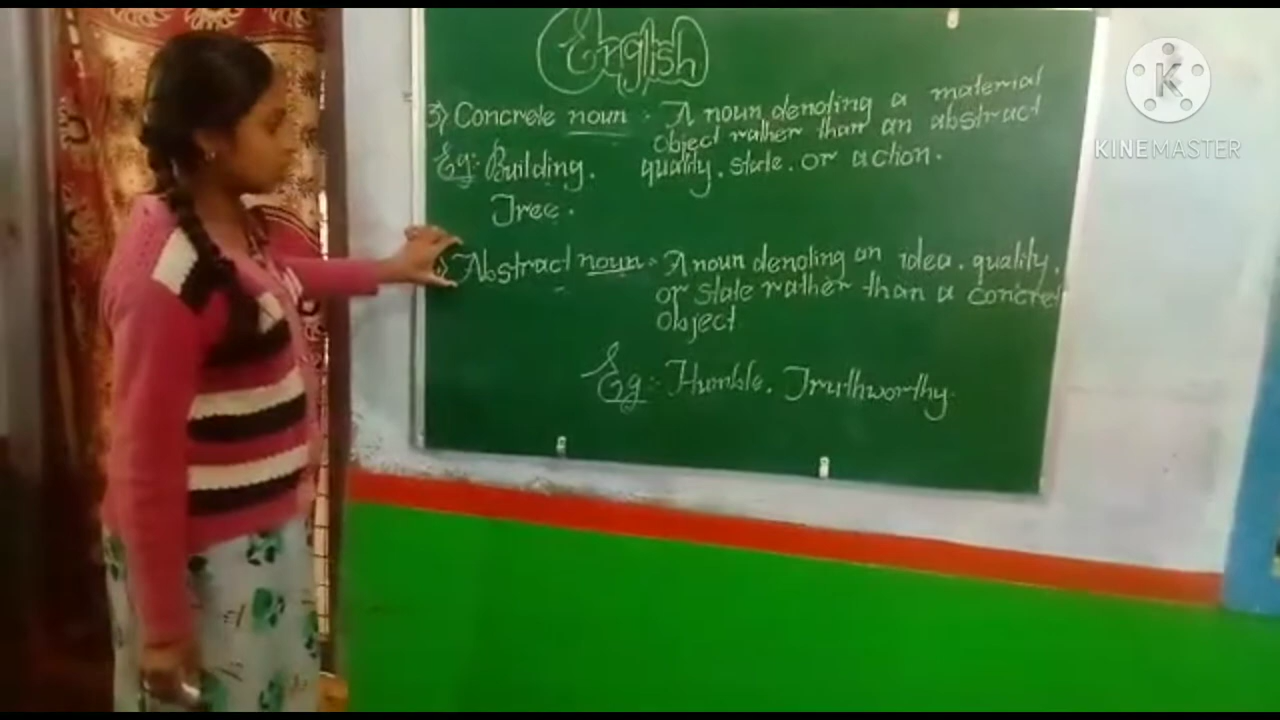 English
3) Concrete noun :- A noun denoting a material
object rather than an abstract
quality, state, or action.
Eg:- Building.
Tree.
) Abstract noun :- A noun denoting an idea, quality,
or state rather than a concrete
object
Eg:- Humble, Truthworthy.
K
KINEMASTER